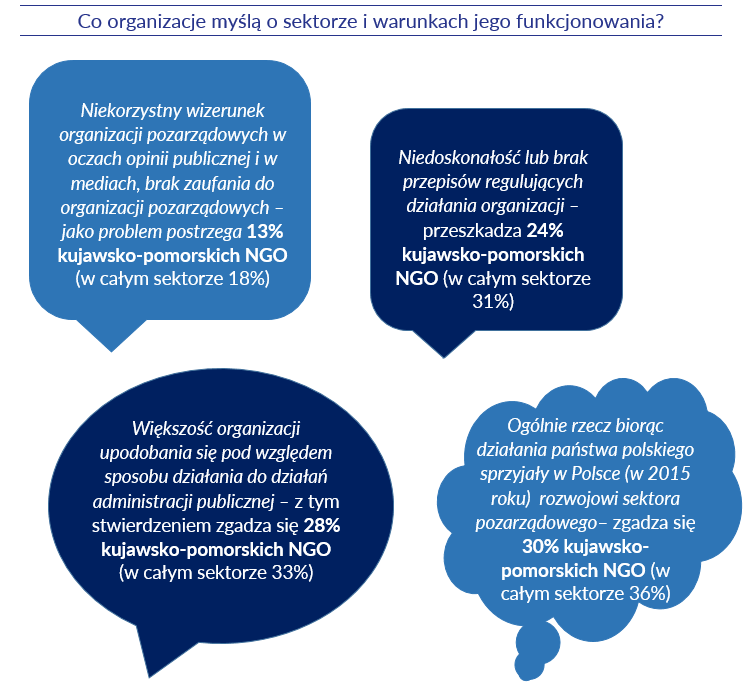 Co organizacje myślą o sektorze i warunkach jego funkcjonowania?
Niekorzystny wizerunek
organizacji pozarządowych w
oczach opinii publicznej i w
mediach, brak zaufania do
organizacji pozarządowych –
jako problem postrzega 13%
kujawsko-pomorskich NGO
(w całym sektorze 18%)
Niedoskonałość lub brak
przepisów regulujących
działania organizacji –
przeszkadza 24%
kujawsko-pomorskich
NGO (w całym sektorze
31%)
Większość organizacji
upodobania się pod względem
sposobu działania do działań
administracji publicznej – z tym
stwierdzeniem zgadza się 28%
kujawsko-pomorskich NGO
(w całym sektorze 33%)
Ogólnie rzecz biorąc
działania państwa polskiego
sprzyjały w Polsce (w 2015
roku) rozwojowi sektora
pozarządowego– zgadza się
30% kujawsko-
pomorskich NGO (w
całym sektorze 36%)